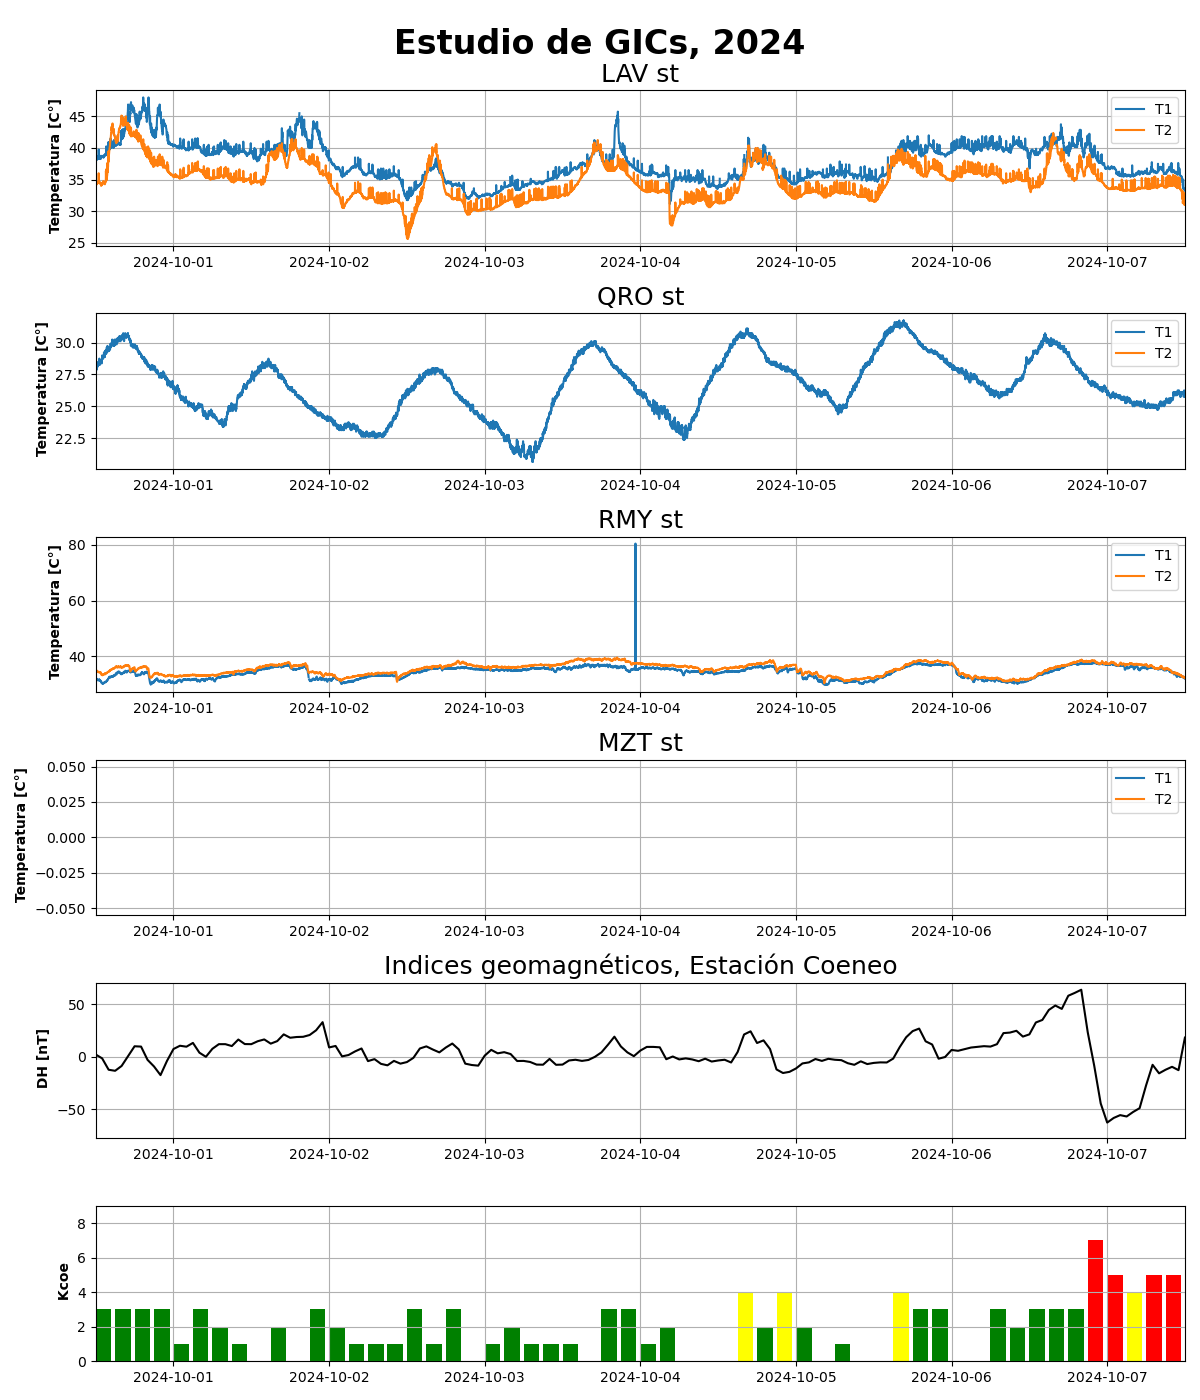 Estudio de GICs, 2024
LAV st
Temperatura [C°]
45
40
35
30
25
T1
T2
2024-10-01 2024-10-02 2024-10-03 2024-10-04 2024-10-05 2024-10-06 2024-10-07
QRO st
Temperatura [C°]
30.0
27.5
25.0
22.5
T1
T2
2024-10-01 2024-10-02 2024-10-03 2024-10-04 2024-10-05 2024-10-06 2024-10-07
RMY st
Temperatura [C°]
80
60
40
T1
T2
2024-10-01 2024-10-02 2024-10-03 2024-10-04 2024-10-05 2024-10-06 2024-10-07
MZT st
Temperatura [C°]
0.050
0.025
0.000
−0.025
−0.050
T1
T2
2024-10-01 2024-10-02 2024-10-03 2024-10-04 2024-10-05 2024-10-06 2024-10-07
Indices geomagnéticos, Estación Coeneo
DH [nT]
50
0
−50
2024-10-01 2024-10-02 2024-10-03 2024-10-04 2024-10-05 2024-10-06 2024-10-07
Kcoe
8
6
4
2
0
2024-10-01 2024-10-02 2024-10-03 2024-10-04 2024-10-05 2024-10-06 2024-10-07